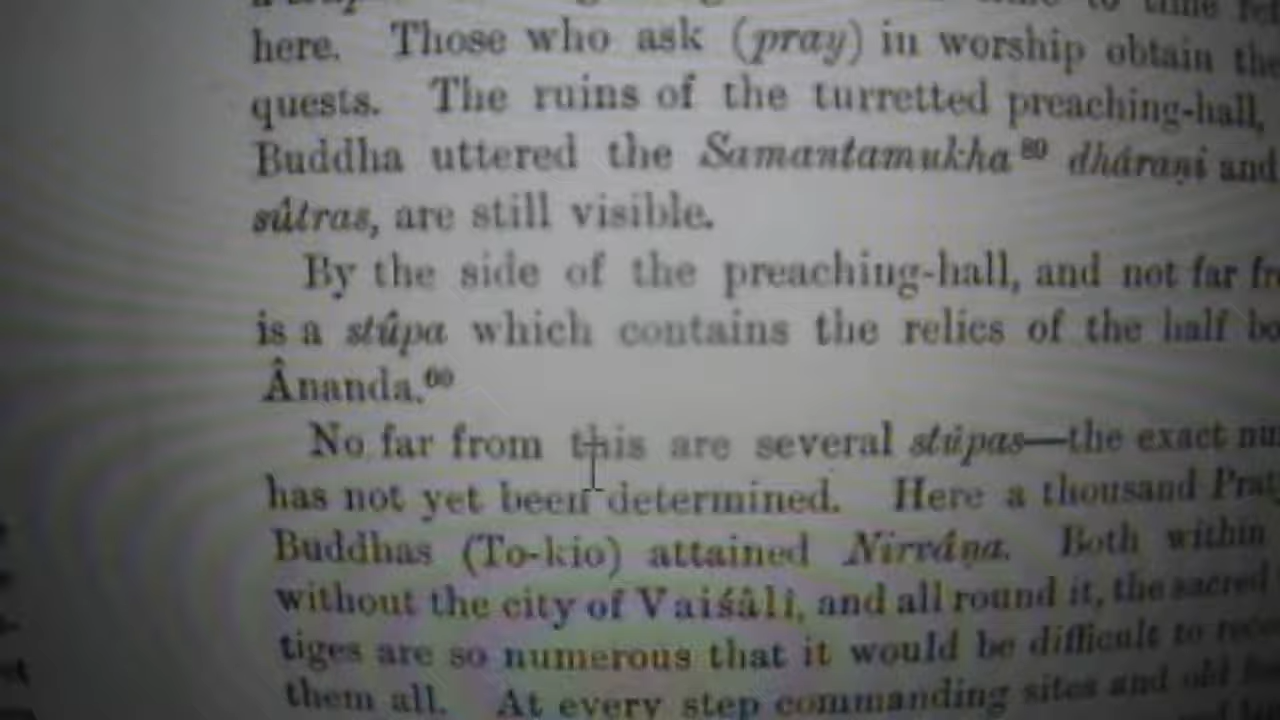 here. Those who ask (pray) in worship obtain the
quests. The ruins of the turretted preaching-hall,
Buddha uttered the Samantamukha 80 dhâraṇi and
sûtras, are still visible.
By the side of the preaching-hall, and not far
is a stûpa which contains the relics of the half
Ânanda.60
No far from this are several stûpas—the exact
has not yet been determined. Here a thousand
Buddhas (To-kio) attained Nirvâṇa. Both within
without the city of Vaiśâlî, and all round it, the sacred
tiges are so numerous that it would be difficult to
them all. At every step commanding sites and old